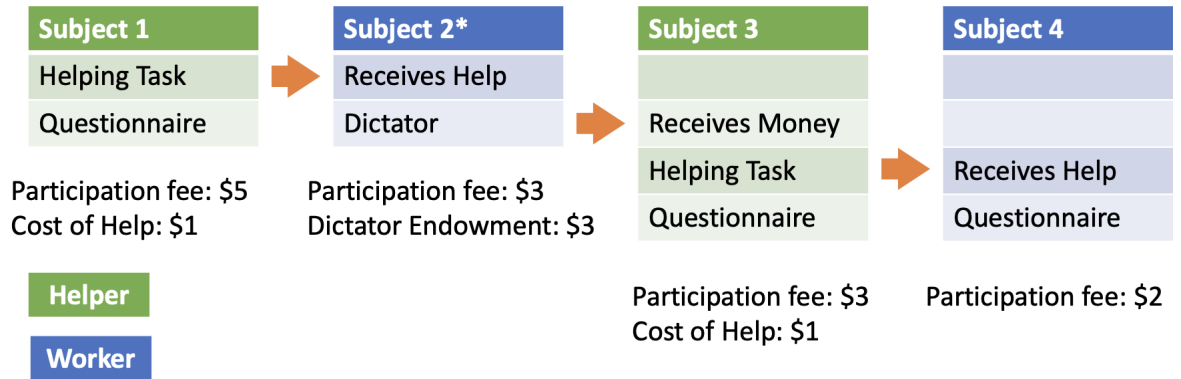 Subject 1
Helping Task
Questionnaire
Participation fee: $5
Cost of Help: $1
Subject 2*
Receives Help
Dictator
Participation fee: $3
Dictator Endowment: $3
Subject 3
Receives Money
Helping Task
Questionnaire
Participation fee: $3
Cost of Help: $1
Subject 4
Receives Help
Questionnaire
Participation fee: $2
Helper
Worker